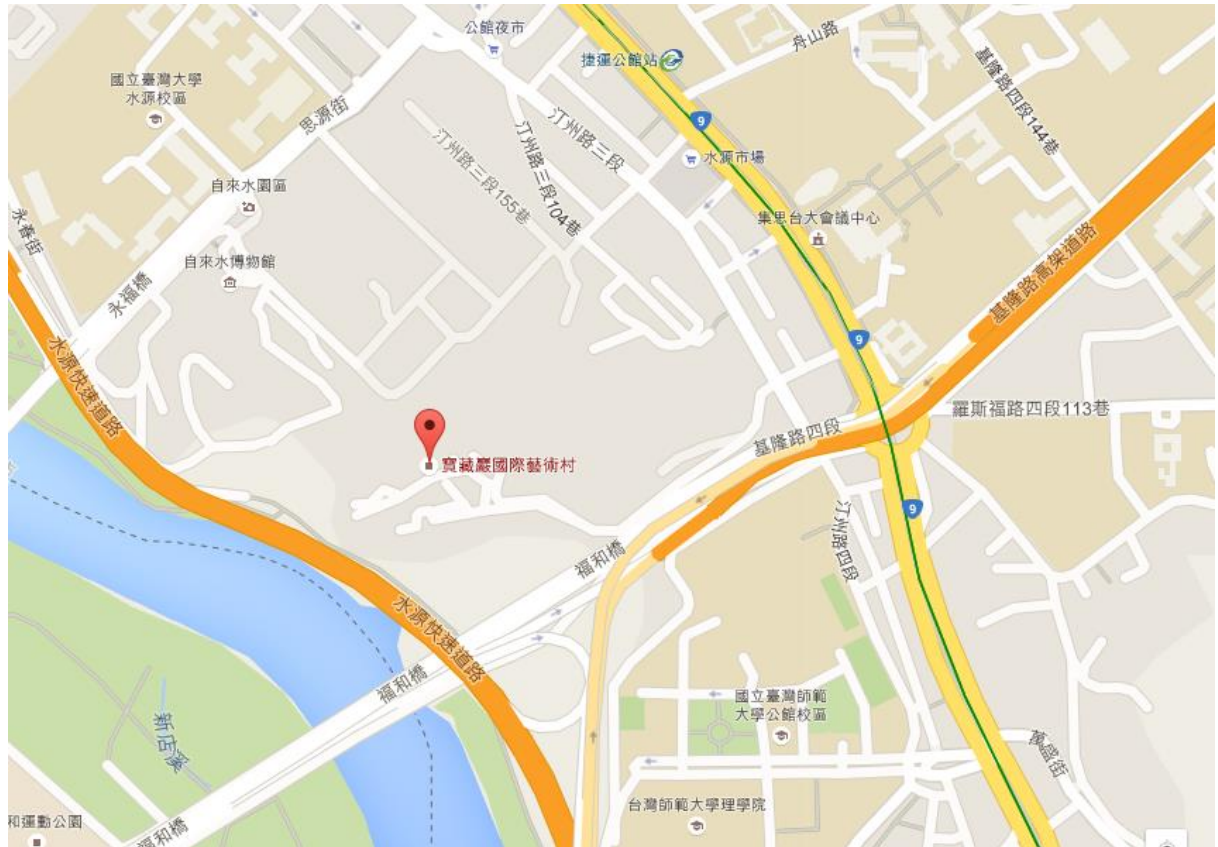 公館夜市
捷運公館站
舟山路
基隆路四段144巷
國立臺灣大學
水源校區
思源街
汀州路三段
汀州路三段104巷
汀州路三段155巷
9
水源市場
自來水園區
永春街
集思台大會議中心
自來水博物館
永福橋
基隆路高架道路
水源快速道路
9
羅斯福路四段113巷
基隆路四段
寶藏巖國際藝術村
9
汀州路四段
福和橋
水源快速道路
福和橋
國立臺灣師範
大學公館校區
新店溪
萬盛街
台灣師範大學理學院
和運動公園
福和橋